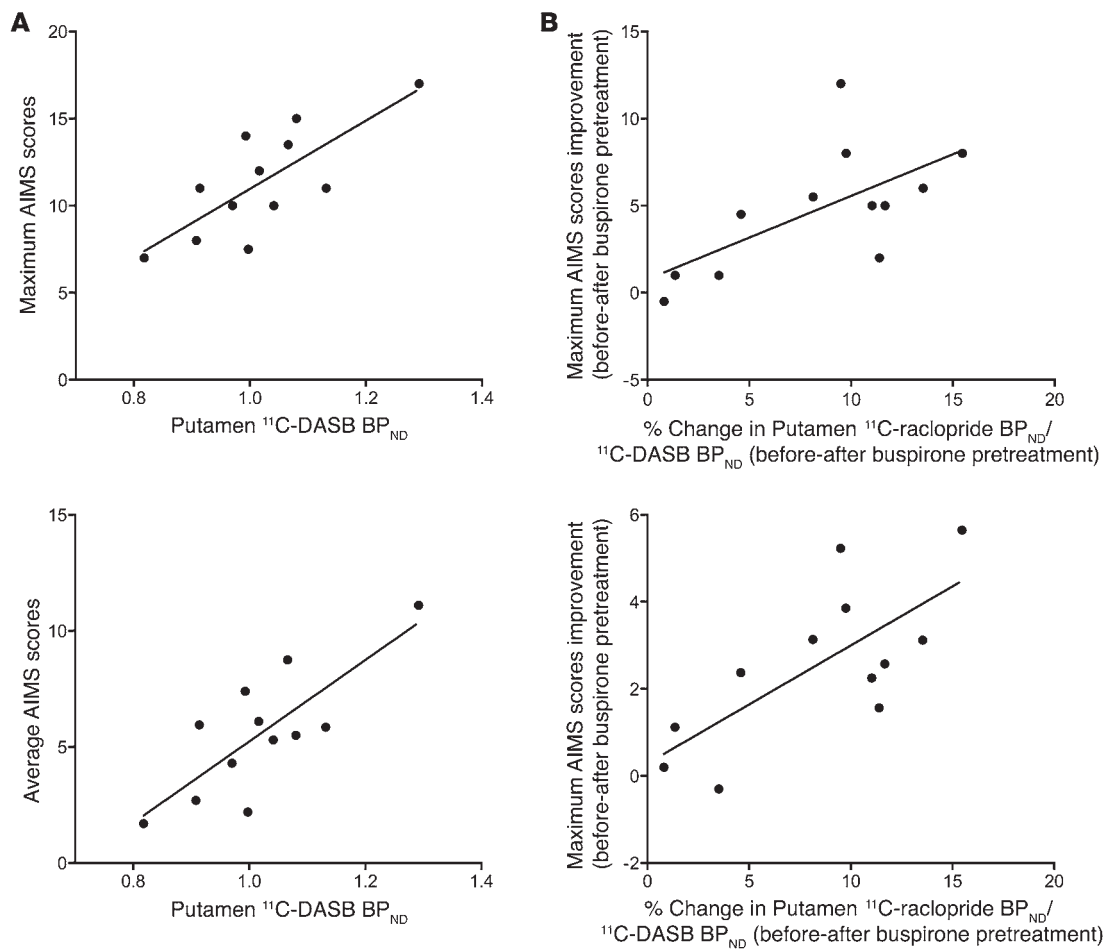 A
20
15
10
5
0
Maximum AIMS scores
0.8 1.0 1.2 1.4
Putamen ¹¹C-DASB BP_ND
B
15
10
5
0
-5
Maximum AIMS scores improvement
(before-after buspirone pretreatment)
0 5 10 15 20
% Change in Putamen ¹¹C-raclopride BP_ND/
¹¹C-DASB BP_ND (before-after buspirone pretreatment)
15
10
5
0
Average AIMS scores
0.8 1.0 1.2 1.4
Putamen ¹¹C-DASB BP_ND
6
4
2
0
-2
Maximum AIMS scores improvement
(before-after buspirone pretreatment)
0 5 10 15 20
% Change in Putamen ¹¹C-raclopride BP_ND/
¹¹C-DASB BP_ND (before-after buspirone pretreatment)